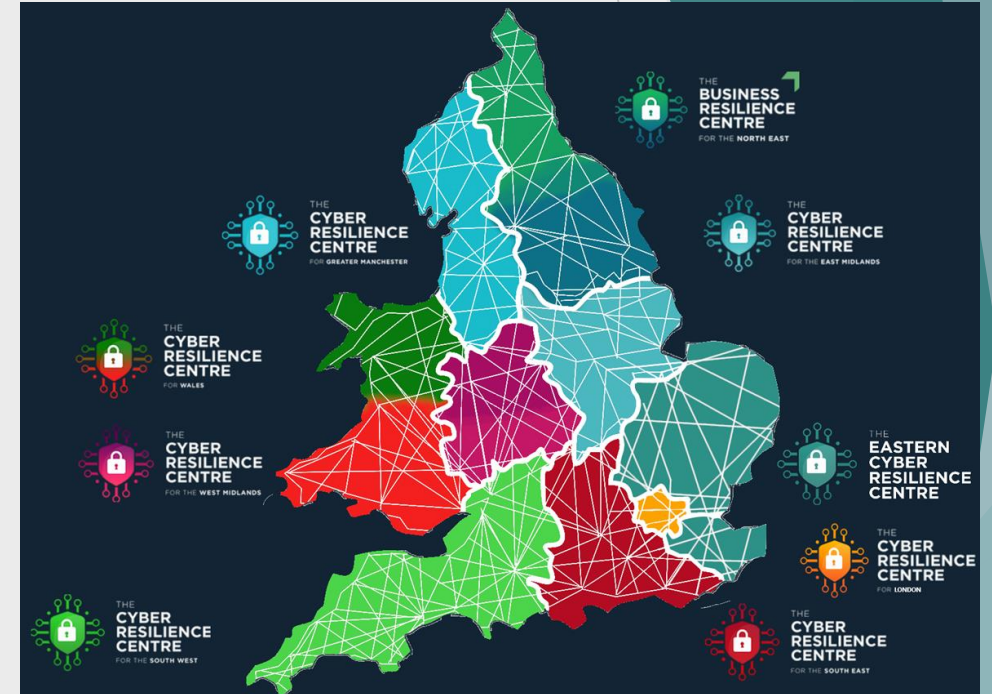 THE
BUSINESS
RESILIENCE
CENTRE
FOR THE NORTH EAST
THE
CYBER
RESILIENCE
CENTRE
FOR GREATER MANCHESTER
THE
CYBER
RESILIENCE
CENTRE
FOR THE EAST MIDLANDS
THE
CYBER
RESILIENCE
CENTRE
FOR WALES
THE
CYBER
RESILIENCE
CENTRE
FOR THE WEST MIDLANDS
THE
EASTERN
CYBER
RESILIENCE
CENTRE
THE
CYBER
RESILIENCE
CENTRE
FOR LONDON
THE
CYBER
RESILIENCE
CENTRE
FOR THE SOUTH WEST
THE
CYBER
RESILIENCE
CENTRE
FOR THE SOUTH EAST